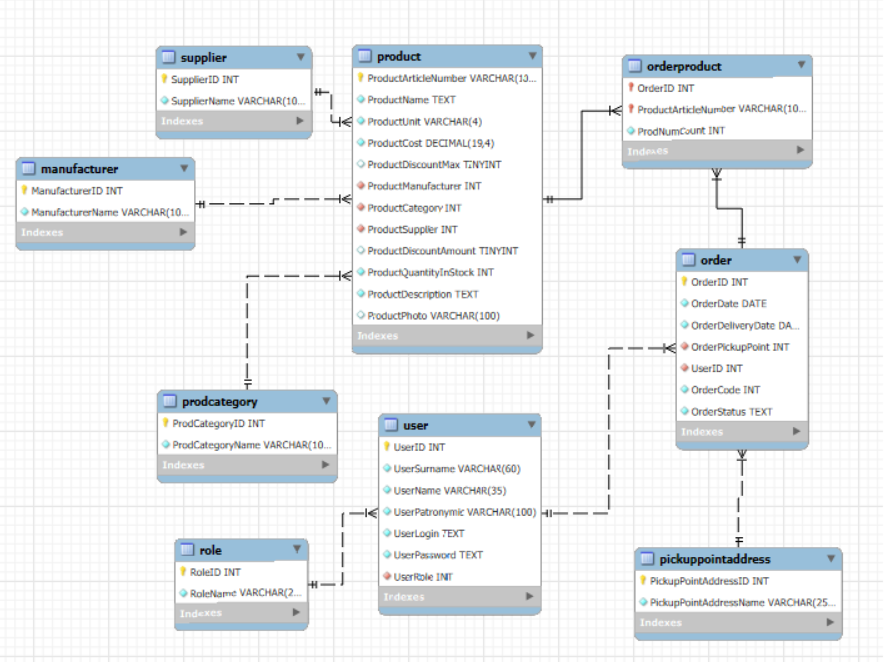 supplier
SupplierID INT
SupplierName VARCHAR(10...
Indexes
product
ProductArticleNumber VARCHAR(10...
ProductName TEXT
ProductUnit VARCHAR(4)
ProductCost DECIMAL(19,4)
ProductDiscountMax TINYINT
ProductManufacturer INT
ProductCategory INT
ProductSupplier INT
ProductDiscountAmount TINYINT
ProductQuantityInStock INT
ProductDescription TEXT
ProductPhoto VARCHAR(100)
Indexes
orderproduct
OrderID INT
ProductArticleNumber VARCHAR(10...
ProdNumCount INT
Indexes
manufacturer
ManufacturerID INT
ManufacturerName VARCHAR(10...
Indexes
order
OrderID INT
OrderDate DATE
OrderDeliveryDate DA...
OrderPickupPoint INT
UserID INT
OrderCode INT
OrderStatus TEXT
Indexes
prodcategory
ProdCategoryID INT
ProdCategoryName VARCHAR(10...
Indexes
user
UserID INT
UserSurname VARCHAR(60)
UserName VARCHAR(35)
UserPatronymic VARCHAR(100)
UserLogin TEXT
UserPassword TEXT
UserRole INT
Indexes
role
RoleID INT
RoleName VARCHAR(2...
Indexes
pickuppointaddress
PickupPointAddressID INT
PickupPointAddressName VARCHAR(25...
Indexes